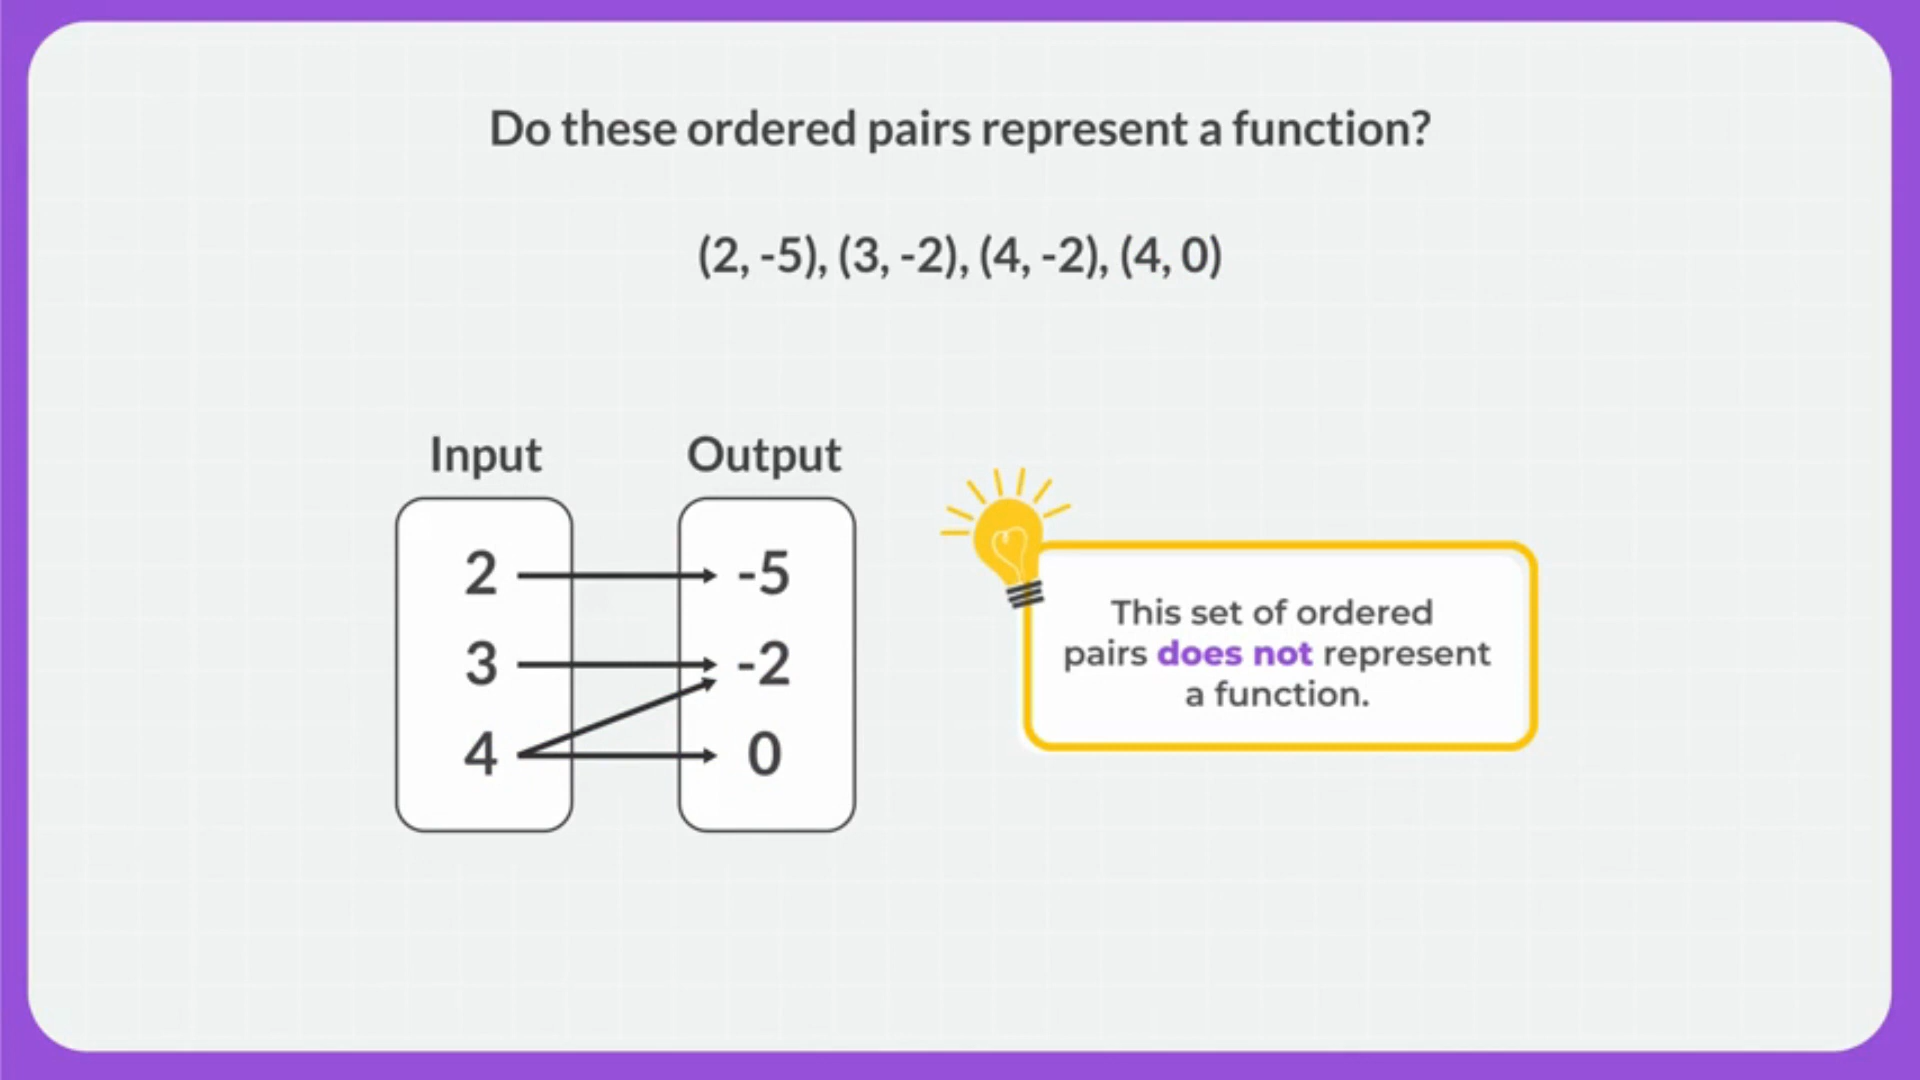 Do these ordered pairs represent a function?
(2, -5), (3, -2), (4, -2), (4, 0)
Input
Output
2
-5
3
-2
4
0
This set of ordered
pairs does not represent
a function.